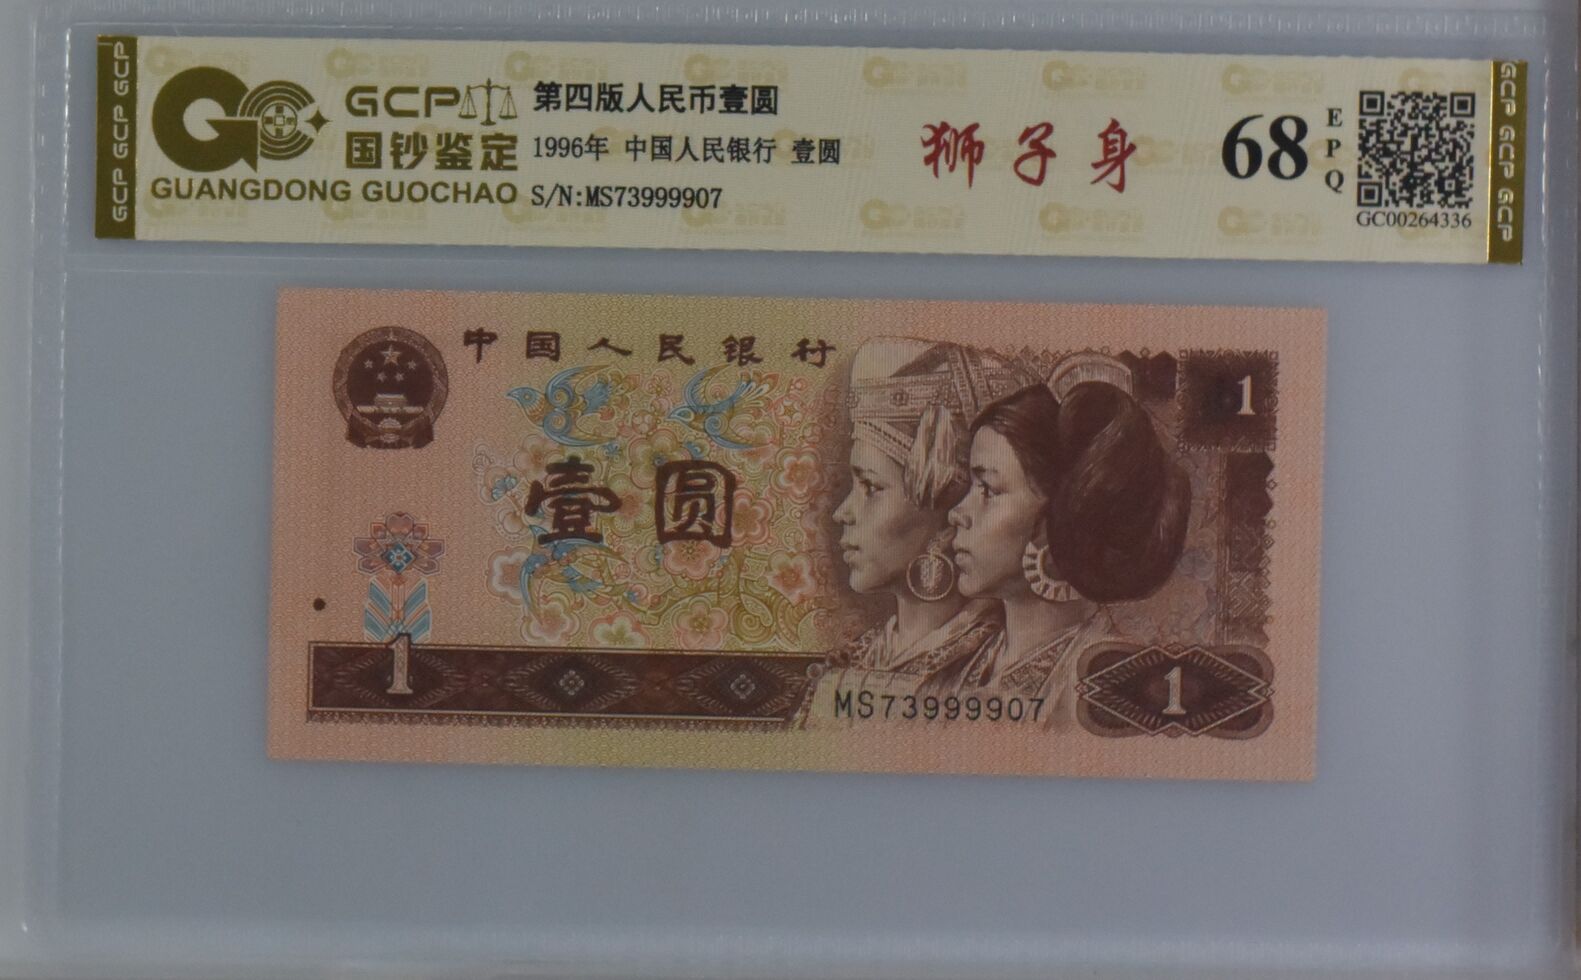 GCP GCP GCP
GCP
国钞鉴定
GUANGDONG GUOCHAO
第四版人民币壹圆
1996年 中国人民银行 壹圆
S/N:MS73999907
狮子身
68
EPQ
GC00264336
GCP GCP GCP
中国人民银行
1
壹圆
1
MS73999907
1